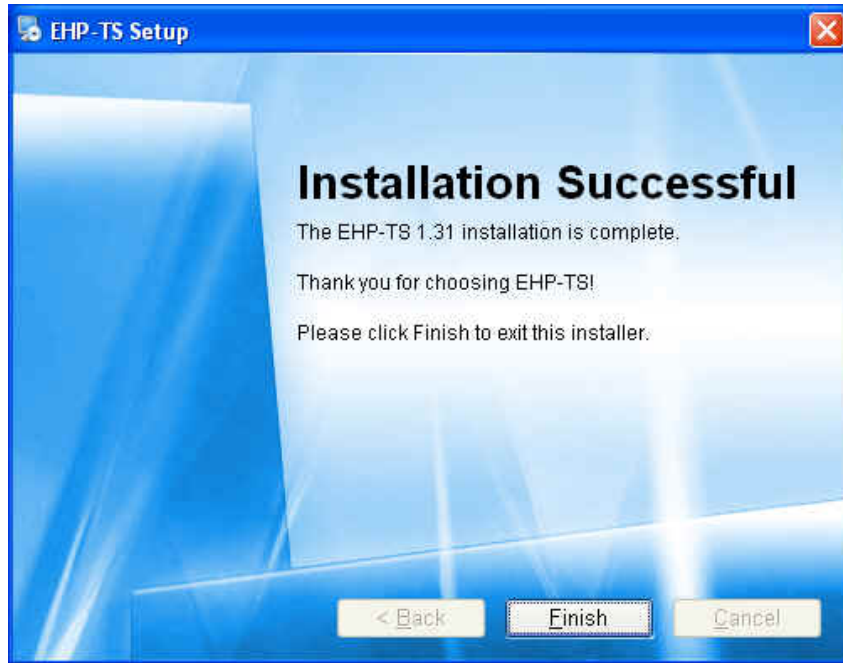 EHP-TS Setup
Installation Successful
The EHP-TS 1.31 installation is complete.
Thank you for choosing EHP-TS!
Please click Finish to exit this installer.
< Back
Finish
Cancel